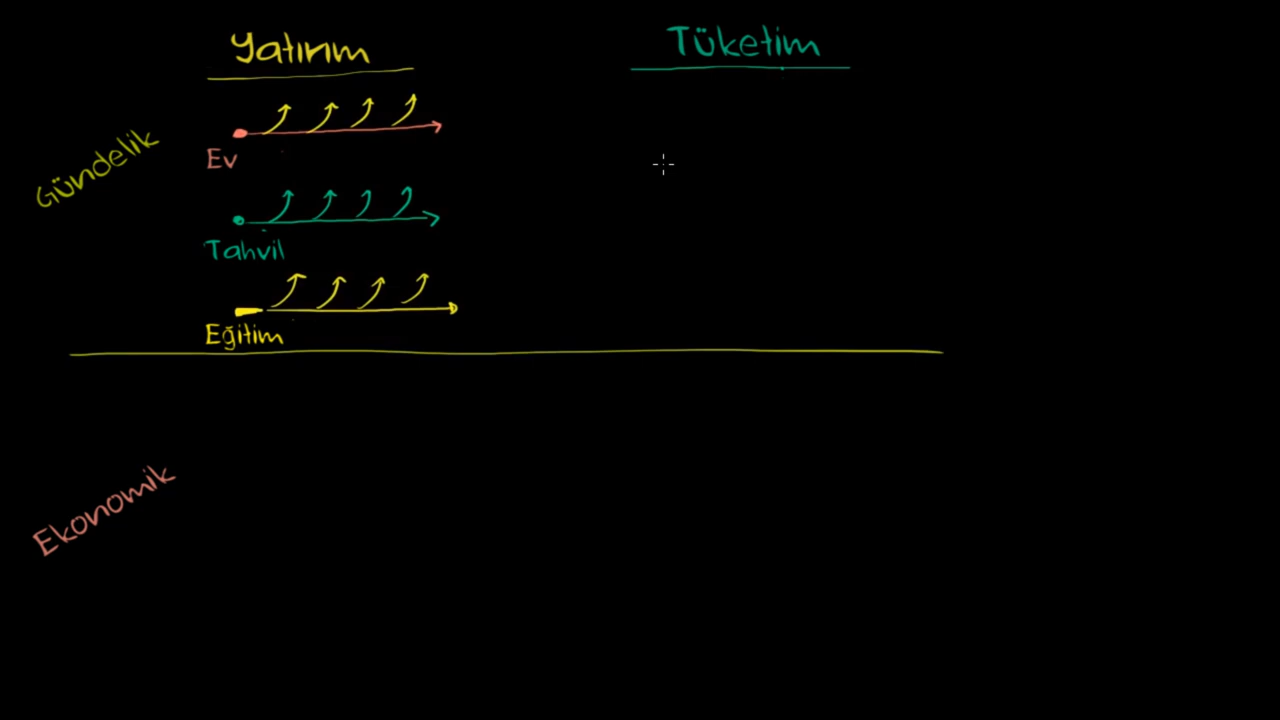 Yatırım
Tüketim
Gündelik
Ev
Tahvil
Eğitim
Ekonomik